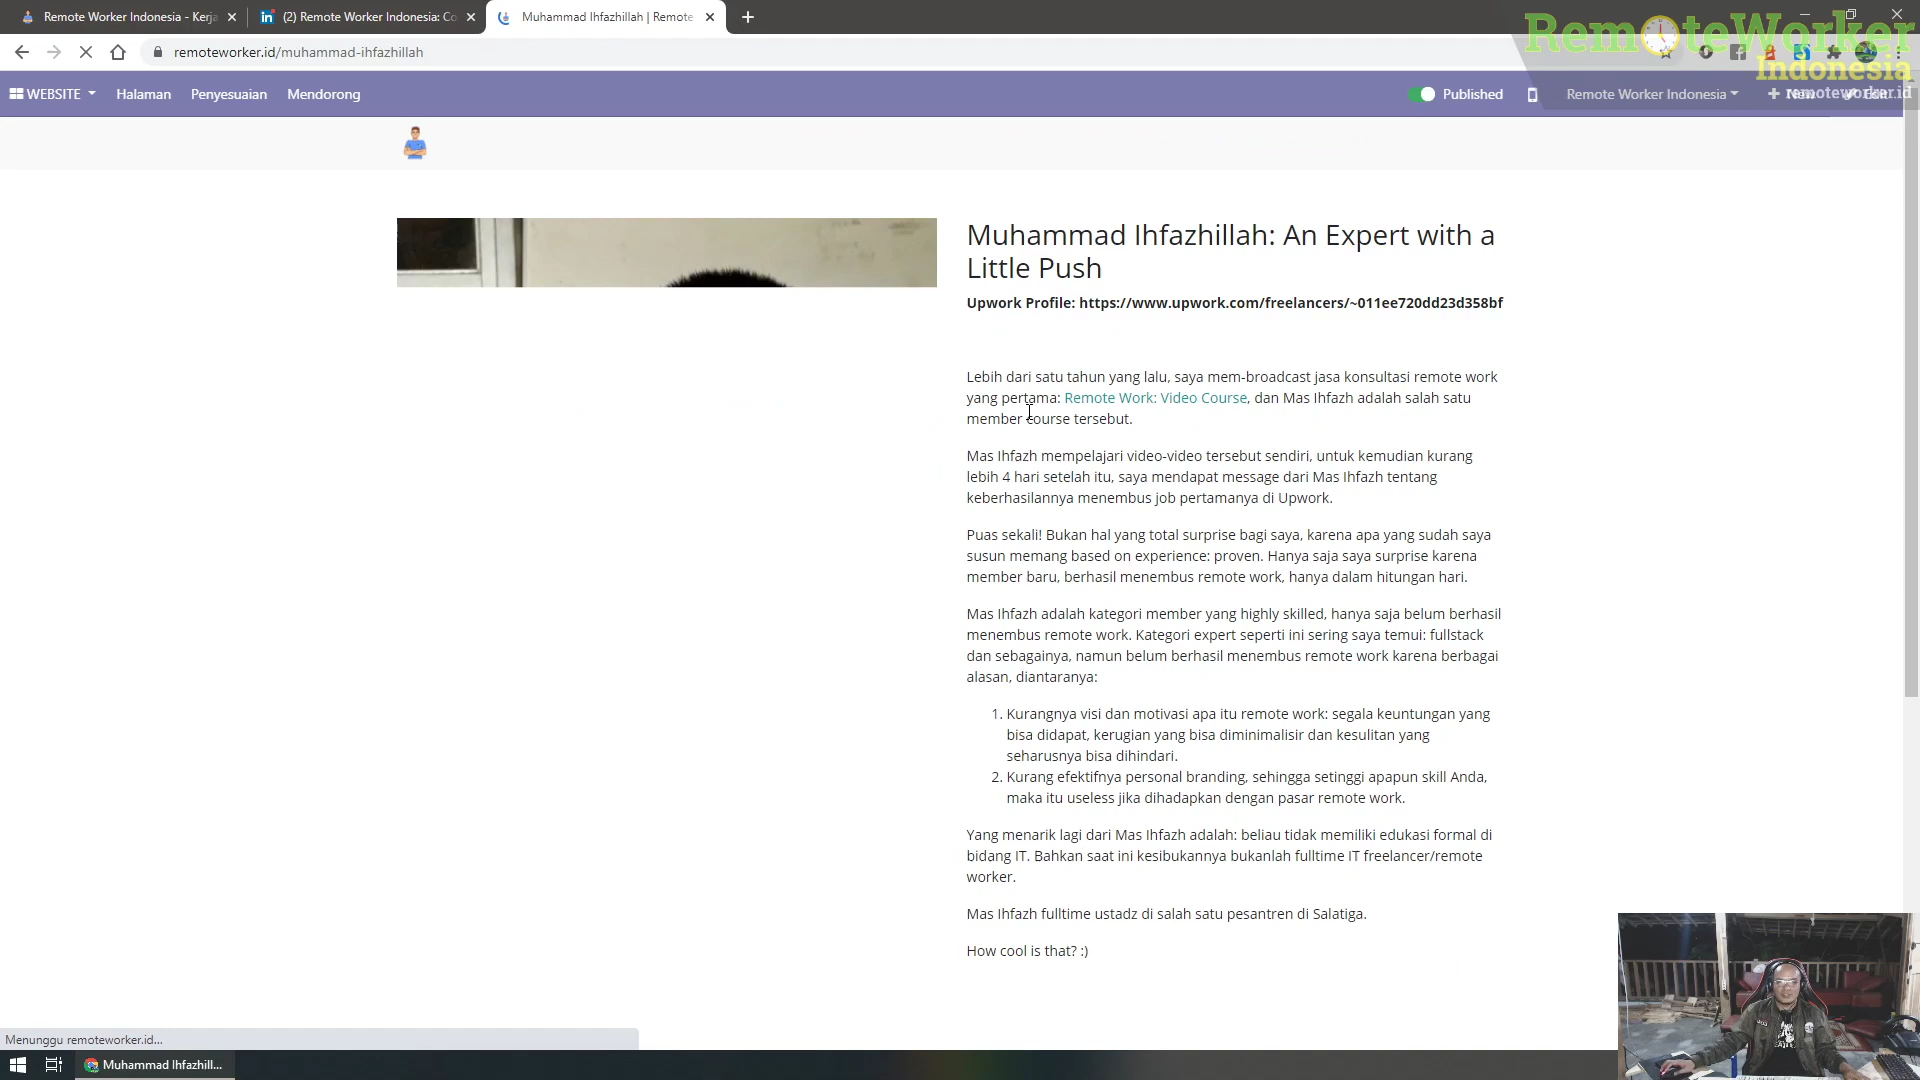 Remote Worker Indonesia - Kerja
(2) Remote Worker Indonesia: Co
Muhammad Ihfazhillah | Remote
remoteworker.id/muhammad-ihfazhillah
RemoteWorker
Indonesia
remoteworker.id
WEBSITE
Halaman
Penyesuaian
Mendorong
Published
Remote Worker Indonesia
Muhammad Ihfazhillah: An Expert with a
Little Push
Upwork Profile: https://www.upwork.com/freelancers/~011ee720dd23d358bf
Lebih dari satu tahun yang lalu, saya mem-broadcast jasa konsultasi remote work
yang pertama: Remote Work: Video Course, dan Mas Ihfazh adalah salah satu
member course tersebut.
Mas Ihfazh mempelajari video-video tersebut sendiri, untuk kemudian kurang
lebih 4 hari setelah itu, saya mendapat message dari Mas Ihfazh tentang
keberhasilannya menembus job pertamanya di Upwork.
Puas sekali! Bukan hal yang total surprise bagi saya, karena apa yang sudah saya
susun memang based on experience: proven. Hanya saja saya surprise karena
member baru, berhasil menembus remote work, hanya dalam hitungan hari.
Mas Ihfazh adalah kategori member yang highly skilled, hanya saja belum berhasil
menembus remote work. Kategori expert seperti ini sering saya temui: fullstack
dan sebagainya, namun belum berhasil menembus remote work karena berbagai
alasan, diantaranya:
1. Kurangnya visi dan motivasi apa itu remote work: segala keuntungan yang
bisa didapat, kerugian yang bisa diminimalisir dan kesulitan yang
seharusnya bisa dihindari.
2. Kurang efektifnya personal branding, sehingga setinggi apapun skill Anda,
maka itu useless jika dihadapkan dengan pasar remote work.
Yang menarik lagi dari Mas Ihfazh adalah: beliau tidak memiliki edukasi formal di
bidang IT. Bahkan saat ini kesibukannya bukanlah fulltime IT freelancer/remote
worker.
Mas Ihfazh fulltime ustadz di salah satu pesantren di Salatiga.
How cool is that? :)
Menunggu remoteworker.id...
Muhammad Ihfazhill...